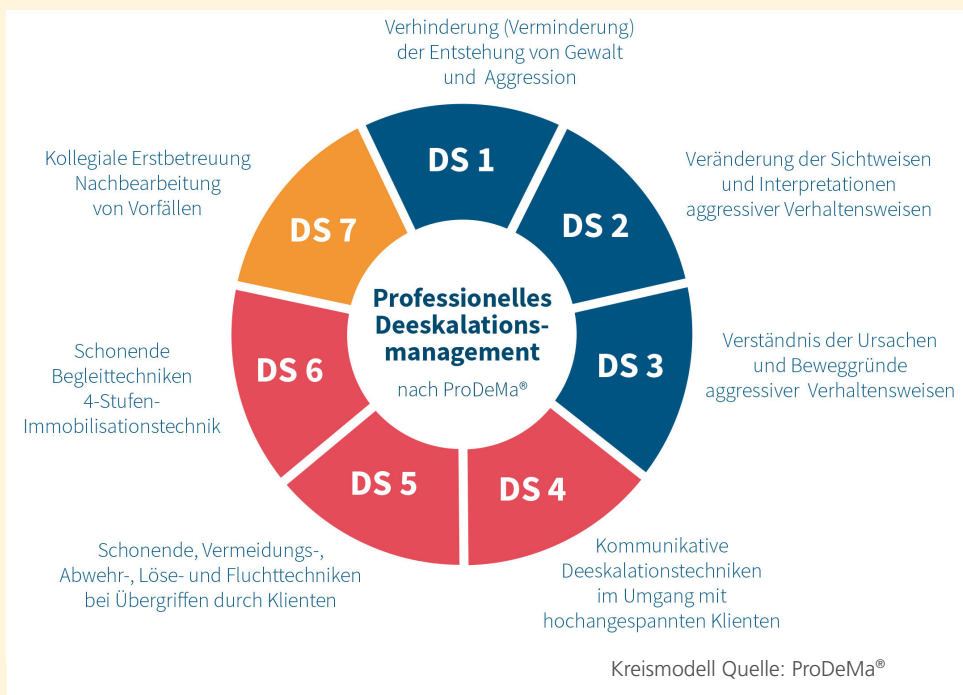 Verhinderung (Verminderung)
der Entstehung von Gewalt
und Aggression
DS 1
Veränderung der Sichtweisen
und Interpretationen
aggressiver Verhaltensweisen
DS 2
Verständnis der Ursachen
und Beweggründe
aggressiver Verhaltensweisen
DS 3
Kommunikative
Deeskalationstechniken
im Umgang mit
hochangespannten Klienten
DS 4
Schonende, Vermeidungs-,
Abwehr-, Löse- und Fluchttechniken
bei Übergriffen durch Klienten
DS 5
Schonende
Begleittechniken
4-Stufen-
Immobilisationstechnik
DS 6
Kollegiale Erstbetreuung
Nachbearbeitung
von Vorfällen
DS 7
Professionelles
Deeskalations-
management
nach ProDeMa®
Kreismodell Quelle: ProDeMa®